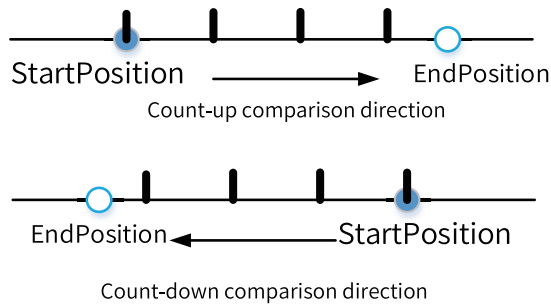 StartPosition EndPosition
Count-up comparison direction
EndPosition StartPosition
Count-down comparison direction